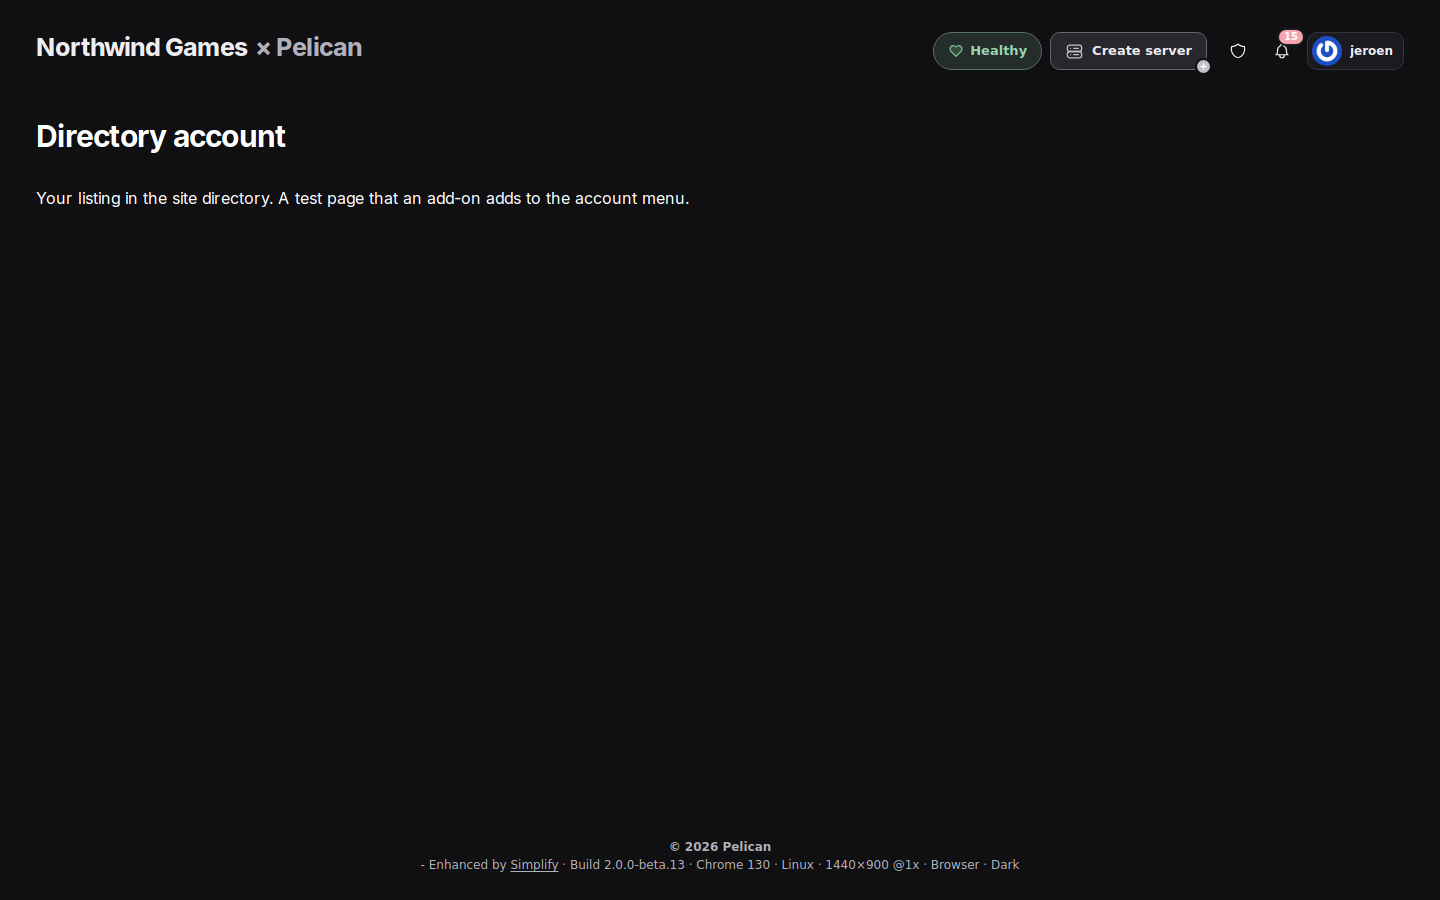 Northwind Games × Pelican
Healthy
Create server
15
jeroen
Directory account
Your listing in the site directory. A test page that an add-on adds to the account menu.
© 2026 Pelican
- Enhanced by Simplify · Build 2.0.0-beta.13 · Chrome 130 · Linux · 1440×900 @1x · Browser · Dark